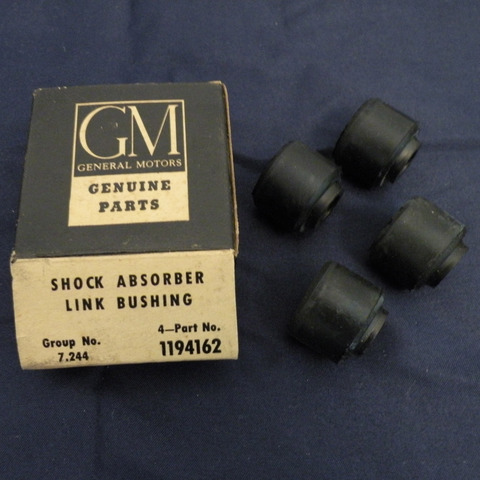 GM
GENERAL MOTORS
GENUINE
PARTS
SHOCK ABSORBER
LINK BUSHING
Group No.
7.244
4—Part No.
1194162